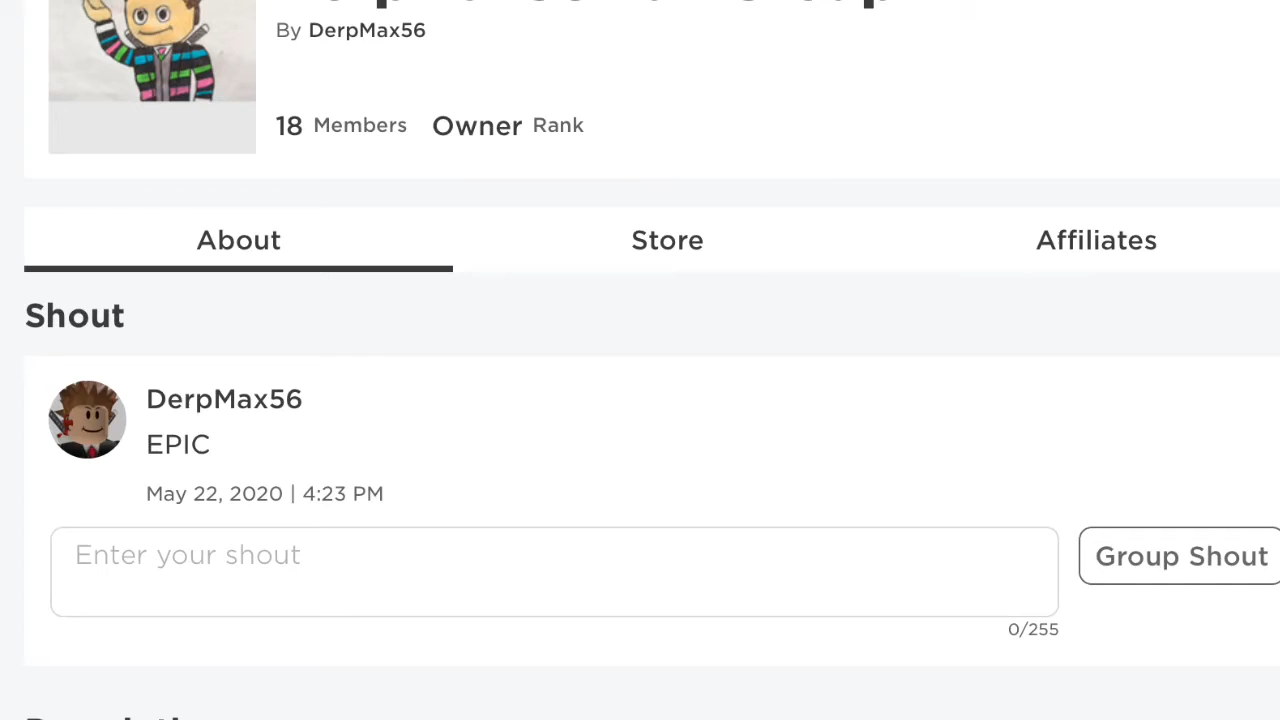 By DerpMax56
18 Members Owner Rank
About Store Affiliates
Shout
DerpMax56
EPIC
May 22, 2020 | 4:23 PM
Enter your shout
Group Shout
0/255